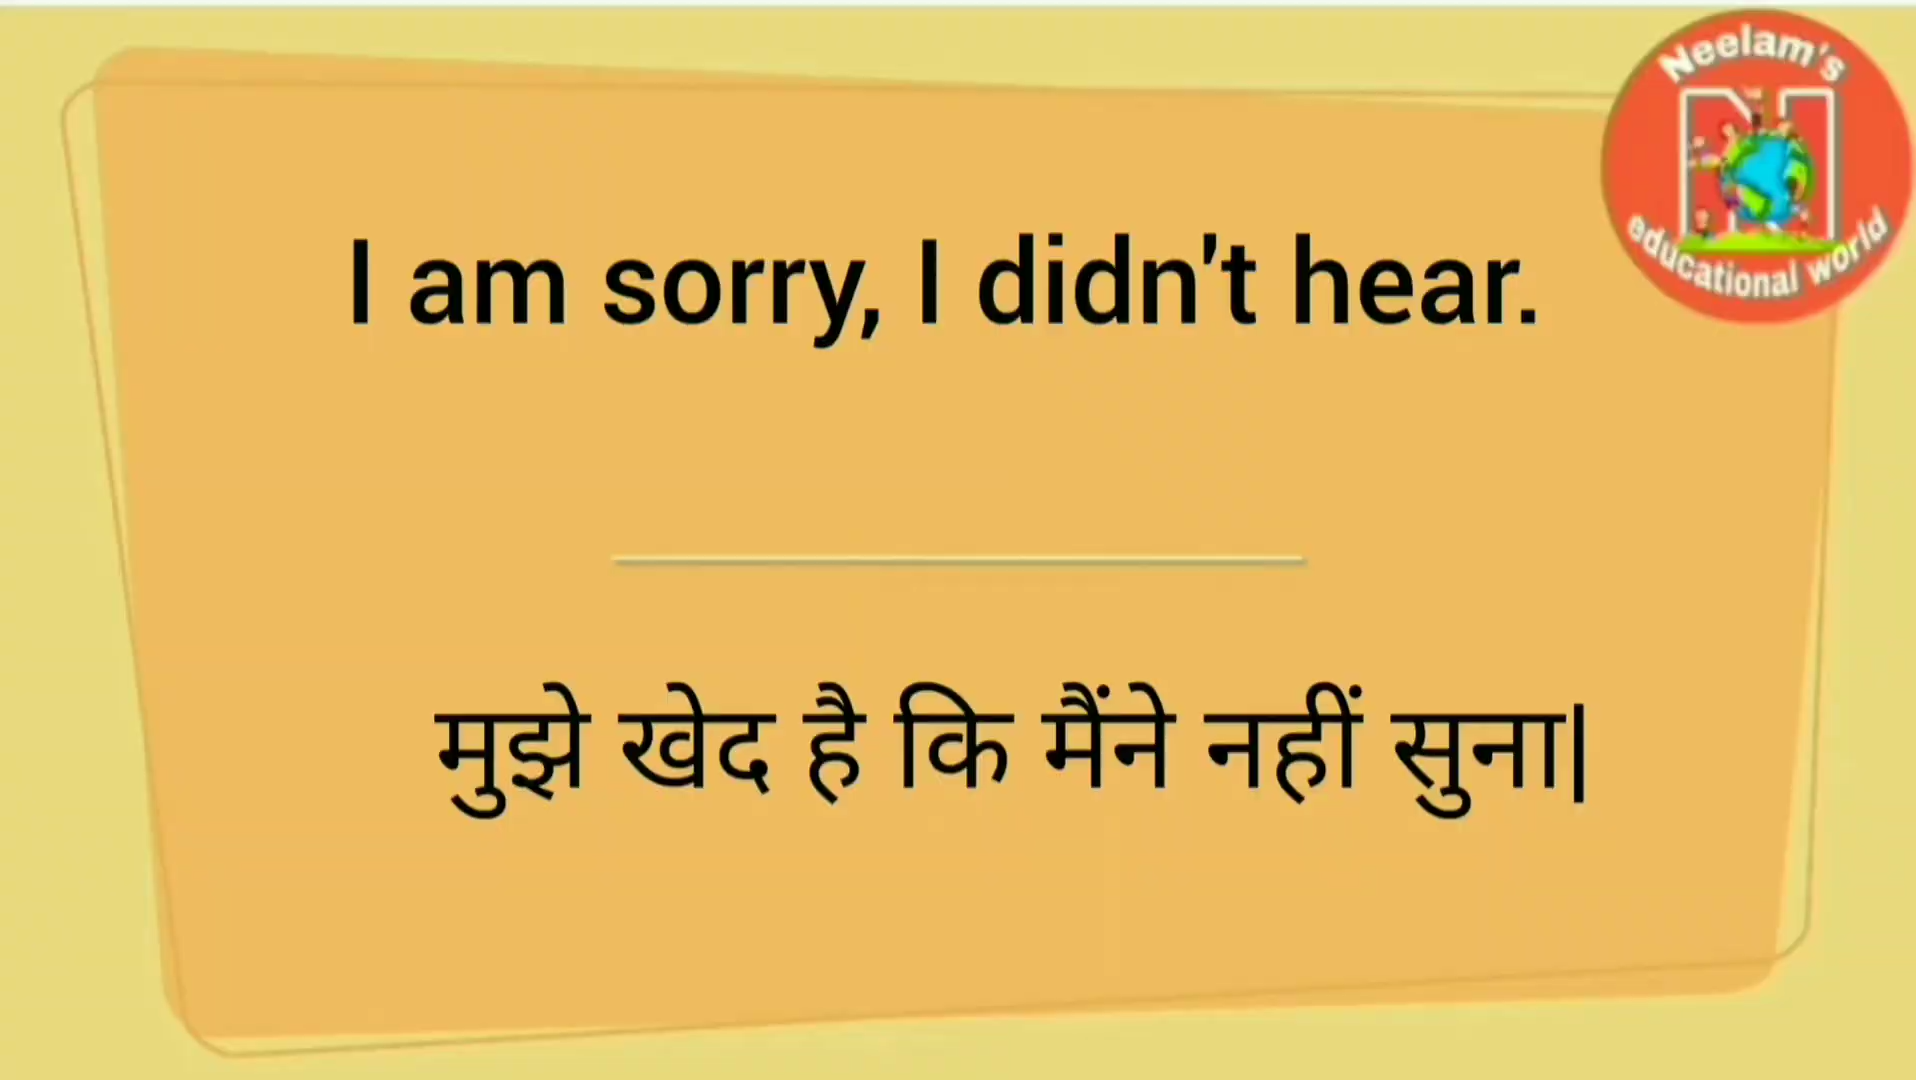 Neelam's
N
educational world
I am sorry, I didn't hear.
मुझे खेद है कि मैंने नहीं सुना|